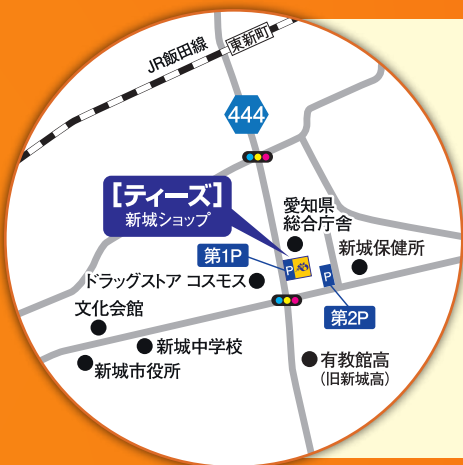 JR飯田線
東新町
444
[ティーズ]
新城ショップ
愛知県
総合庁舎
第1P
P
新城保健所
ドラッグストア コスモス
P
第2P
文化会館
新城中学校
新城市役所
有教館高
(旧新城高)